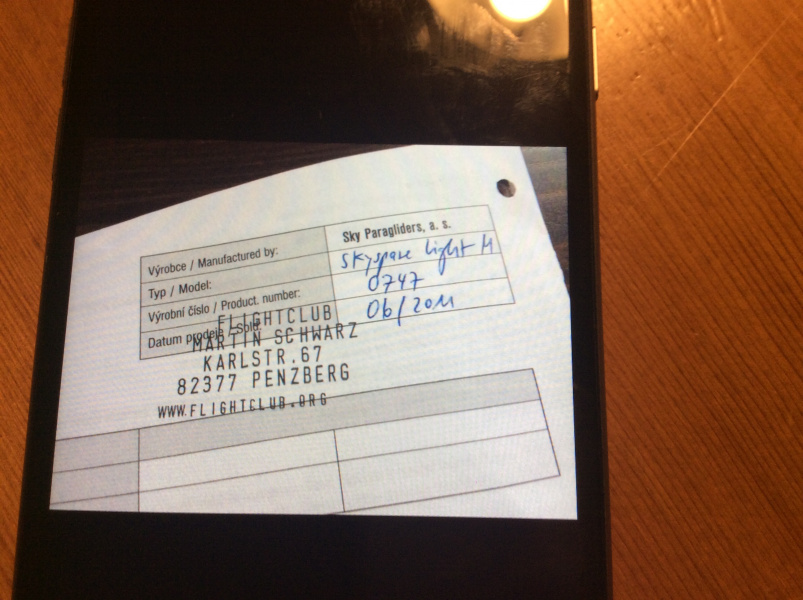 Výrobce / Manufactured by: Sky Paragliders, a. s.
Typ / Model: Skyspare light M
Výrobní číslo / Product. number: 0747
Datum prodeje / Sold: 06/2011
FLIGHTCLUB
MARTIN SCHWARZ
KARLSTR.67
82377 PENZBERG
WWW.FLIGHTCLUB.ORG